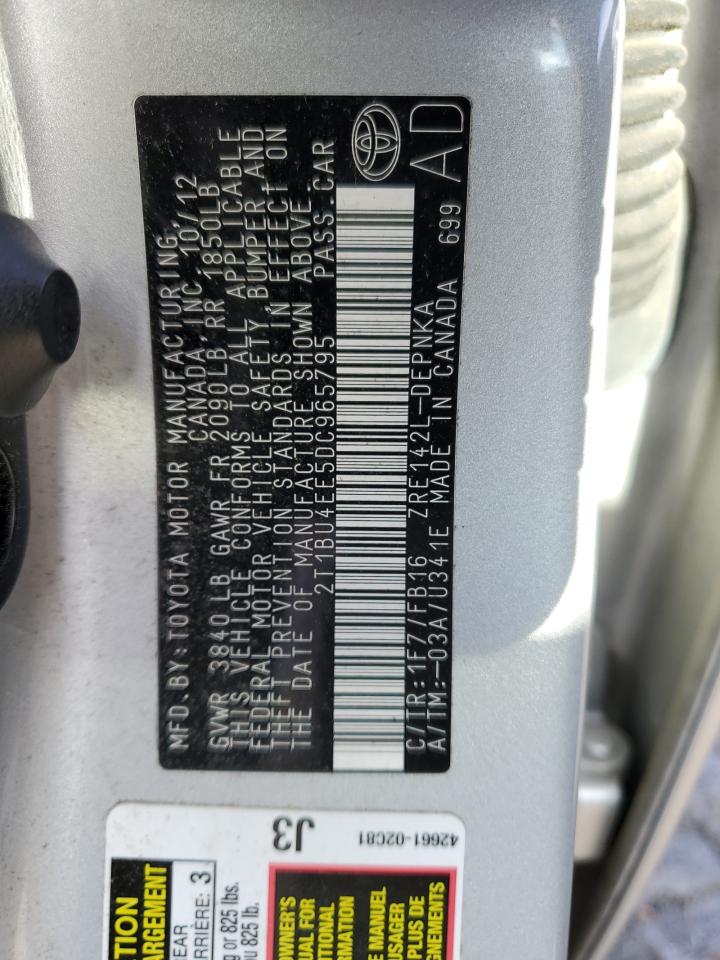 MFD.BY:TOYOTA MOTOR MANUFACTURING,
CANADA, INC 10/12
GVWR 3840 LB GAWR FR 2090LB RR 1850LB
THIS VEHICLE CONFORMS TO ALL APPLICABLE
FEDERAL MOTOR VEHICLE SAFETY, BUMPER AND
THEFT PREVENTION STANDARDS IN EFFECT ON
THE DATE OF MANUFACTURE SHOWN ABOVE.
2T1BU4EE5DC965795 PASS.CAR
C/TR:1F7/FB16 ZRE142L-DEPNKA
A/TM:-03A/U341E MADE IN CANADA 699
AD
J3
42661-02C81
TION
ARGEMENT
REAR
ARRIÈRE: 3
g or 825 lbs.
ou 825 lb.
OWNER'S
UAL FOR
TIONAL
RMATION
E MANUEL
USAGER
PLUS DE
GNEMENTS